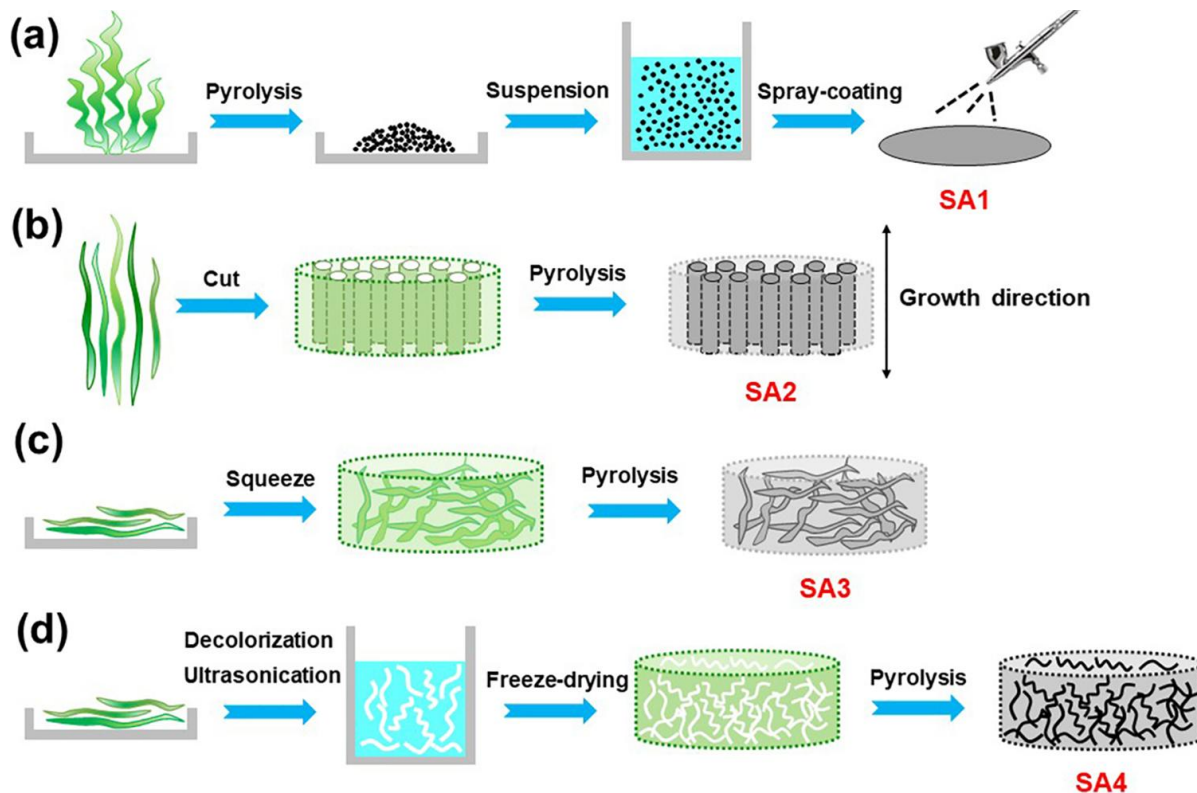 (a)
Pyrolysis
Suspension
Spray-coating
SA1
(b)
Cut
Pyrolysis
Growth direction
SA2
(c)
Squeeze
Pyrolysis
SA3
(d)
Decolorization
Ultrasonication
Freeze-drying
Pyrolysis
SA4